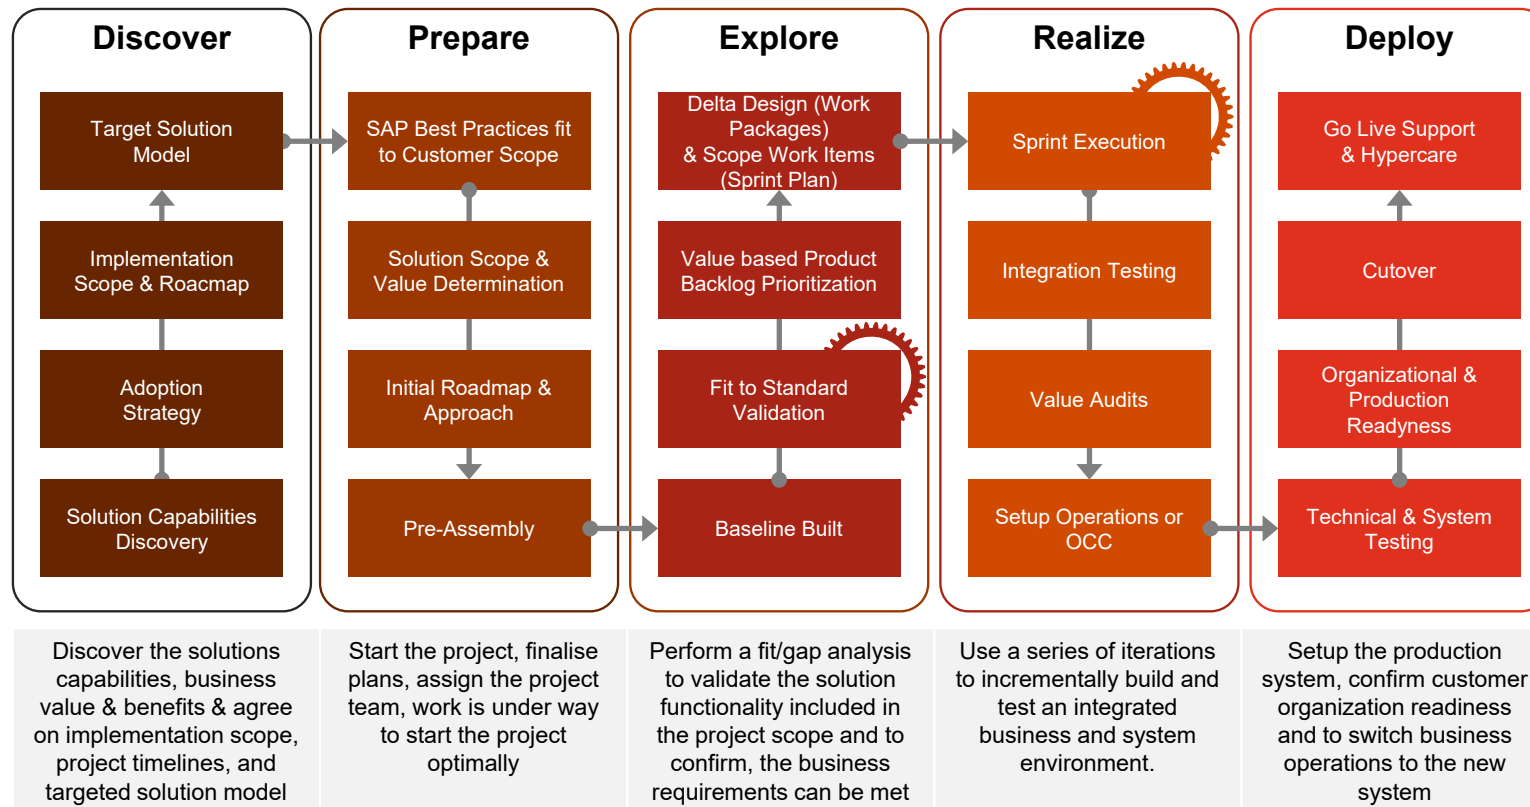 Discover
Target Solution
Model
Implementation
Scope & Roacmap
Adoption
Strategy
Solution Capabilities
Discovery
Discover the solutions
capabilities, business
value & benefits & agree
on implementation scope,
project timelines, and
targeted solution model
Prepare
SAP Best Practices fit
to Customer Scope
Solution Scope &
Value Determination
Initial Roadmap &
Approach
Pre-Assembly
Start the project, finalise
plans, assign the project
team, work is under way
to start the project
optimally
Explore
Delta Design (Work
Packages)
& Scope Work Items
(Sprint Plan)
Value based Product
Backlog Prioritization
Fit to Standard
Validation
Baseline Built
Perform a fit/gap analysis
to validate the solution
functionality included in
the project scope and to
confirm, the business
requirements can be met
Realize
Sprint Execution
Integration Testing
Value Audits
Setup Operations or
OCC
Use a series of iterations
to incrementally build and
test an integrated
business and system
environment.
Deploy
Go Live Support
& Hypercare
Cutover
Organizational &
Production
Readyness
Technical & System
Testing
Setup the production
system, confirm customer
organization readiness
and to switch business
operations to the new
system